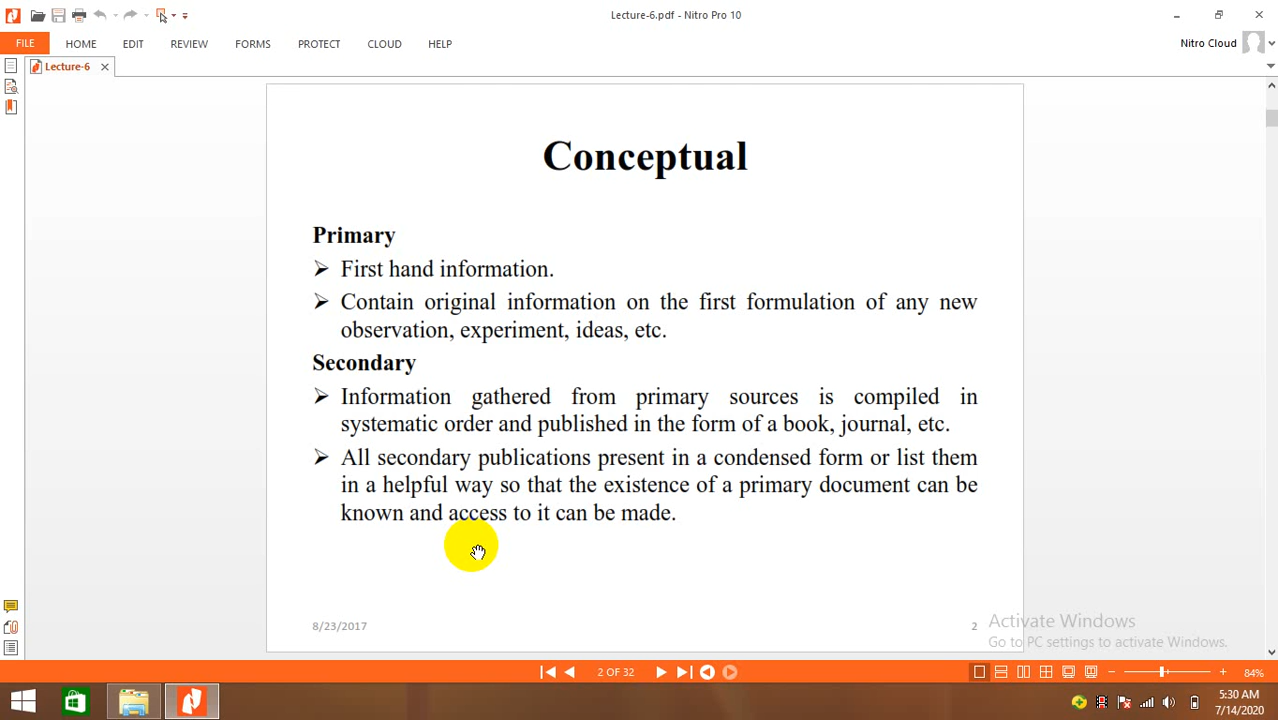 Lecture-6.pdf - Nitro Pro 10
FILE HOME EDIT REVIEW FORMS PROTECT CLOUD HELP Nitro Cloud
Lecture-6
Conceptual
Primary
➢ First hand information.
➢ Contain original information on the first formulation of any new
observation, experiment, ideas, etc.
Secondary
➢ Information gathered from primary sources is compiled in
systematic order and published in the form of a book, journal, etc.
➢ All secondary publications present in a condensed form or list them
in a helpful way so that the existence of a primary document can be
known and access to it can be made.
8/23/2017 2
Activate Windows
Go to PC settings to activate Windows.
2 OF 32 84%
5:30 AM
7/14/2020